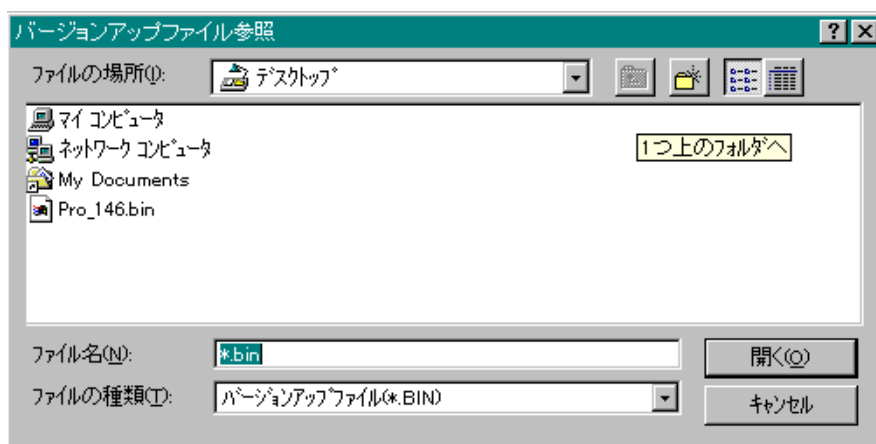 バージョンアップファイル参照
ファイルの場所(I):
デスクトップ
マイ コンピュータ
ネットワーク コンピュータ
1つ上のフォルダへ
My Documents
Pro_146.bin
ファイル名(N):
*.bin
開く(O)
ファイルの種類(T):
バージョンアップファイル(*.BIN)
キャンセル